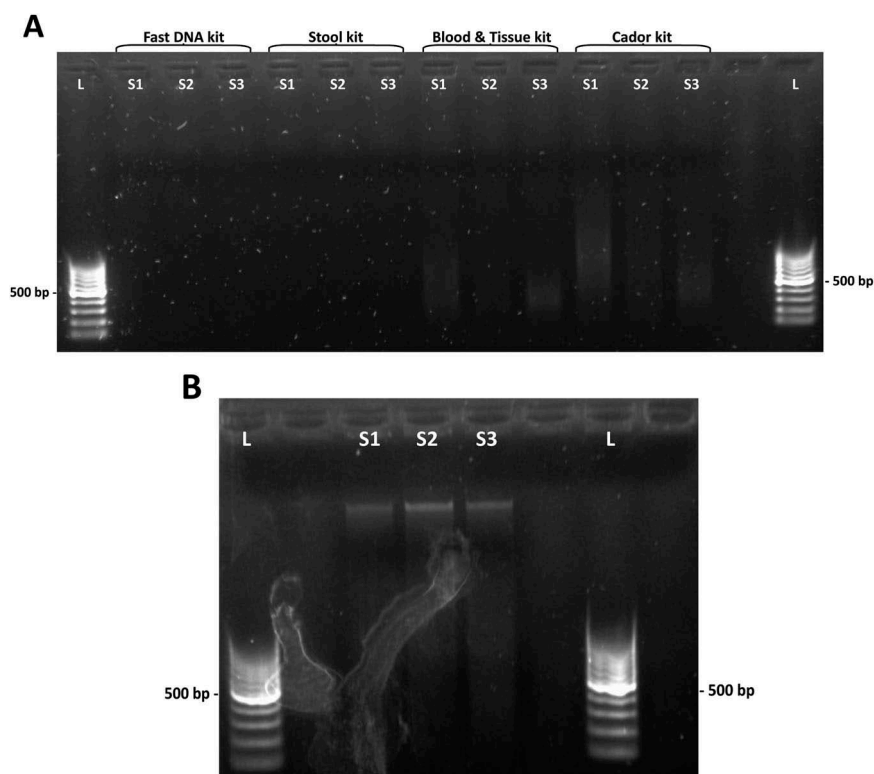 A
Fast DNA kit Stool kit Blood & Tissue kit Cador kit
L S1 S2 S3 S1 S2 S3 S1 S2 S3 S1 S2 S3 L
500 bp - - 500 bp
B
L S1 S2 S3 L
500 bp - - 500 bp